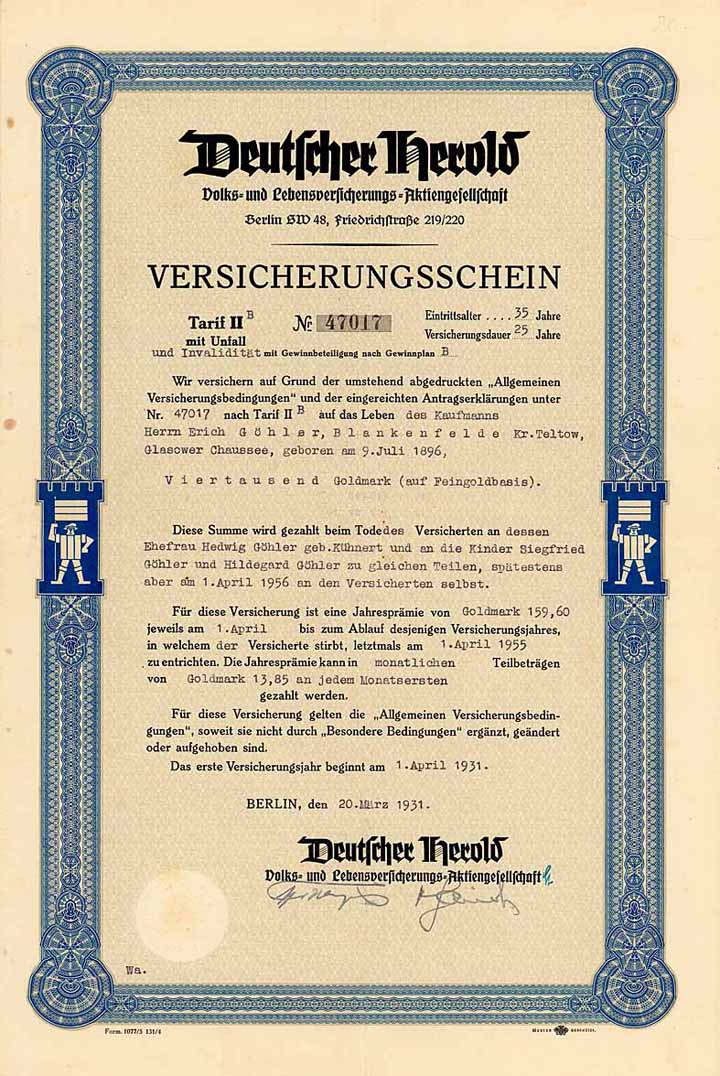 Deutscher Herold
Volks- und Lebensversicherungs-Aktiengesellschaft
Berlin SW 48, Friedrichstraße 219/220
VERSICHERUNGSSCHEIN
Tarif II B № 47017 Eintrittsalter .... 35 Jahre
mit Unfall Versicherungsdauer 25 Jahre
und Invalidität mit Gewinnbeteiligung nach Gewinnplan B
Wir versichern auf Grund der umstehend abgedruckten „Allgemeinen
Versicherungsbedingungen" und der eingereichten Antragserklärungen unter
Nr. 47017 nach Tarif II B auf das Leben des Kaufmanns
Herrn Erich Göhler, Blankenfelde Kr.Teltow,
Glasower Chaussee, geboren am 9.Juli 1896,
Viertausend Goldmark (auf Feingoldbasis).
Diese Summe wird gezahlt beim Tode des Versicherten an dessen
Ehefrau Hedwig Göhler geb.Kühnert und an die Kinder Siegfried
Göhler und Hildegard Göhler zu gleichen Teilen, spätestens
aber am 1.April 1956 an den Versicherten selbst.
Für diese Versicherung ist eine Jahresprämie von Goldmark 159,60
jeweils am 1.April bis zum Ablauf desjenigen Versicherungsjahres,
in welchem der Versicherte stirbt, letztmals am 1.April 1955
zu entrichten. Die Jahresprämie kann in monatlichen Teilbeträgen
von Goldmark 13,85 an jedem Monatsersten
gezahlt werden.
Für diese Versicherung gelten die „Allgemeinen Versicherungsbedin-
gungen", soweit sie nicht durch „Besondere Bedingungen" ergänzt, geändert
oder aufgehoben sind.
Das erste Versicherungsjahr beginnt am 1.April 1931.
BERLIN, den 20.März 1931.
Deutscher Herold
Volks- und Lebensversicherungs-Aktiengesellschaft
Wa.
Form. 1077/5 131/4